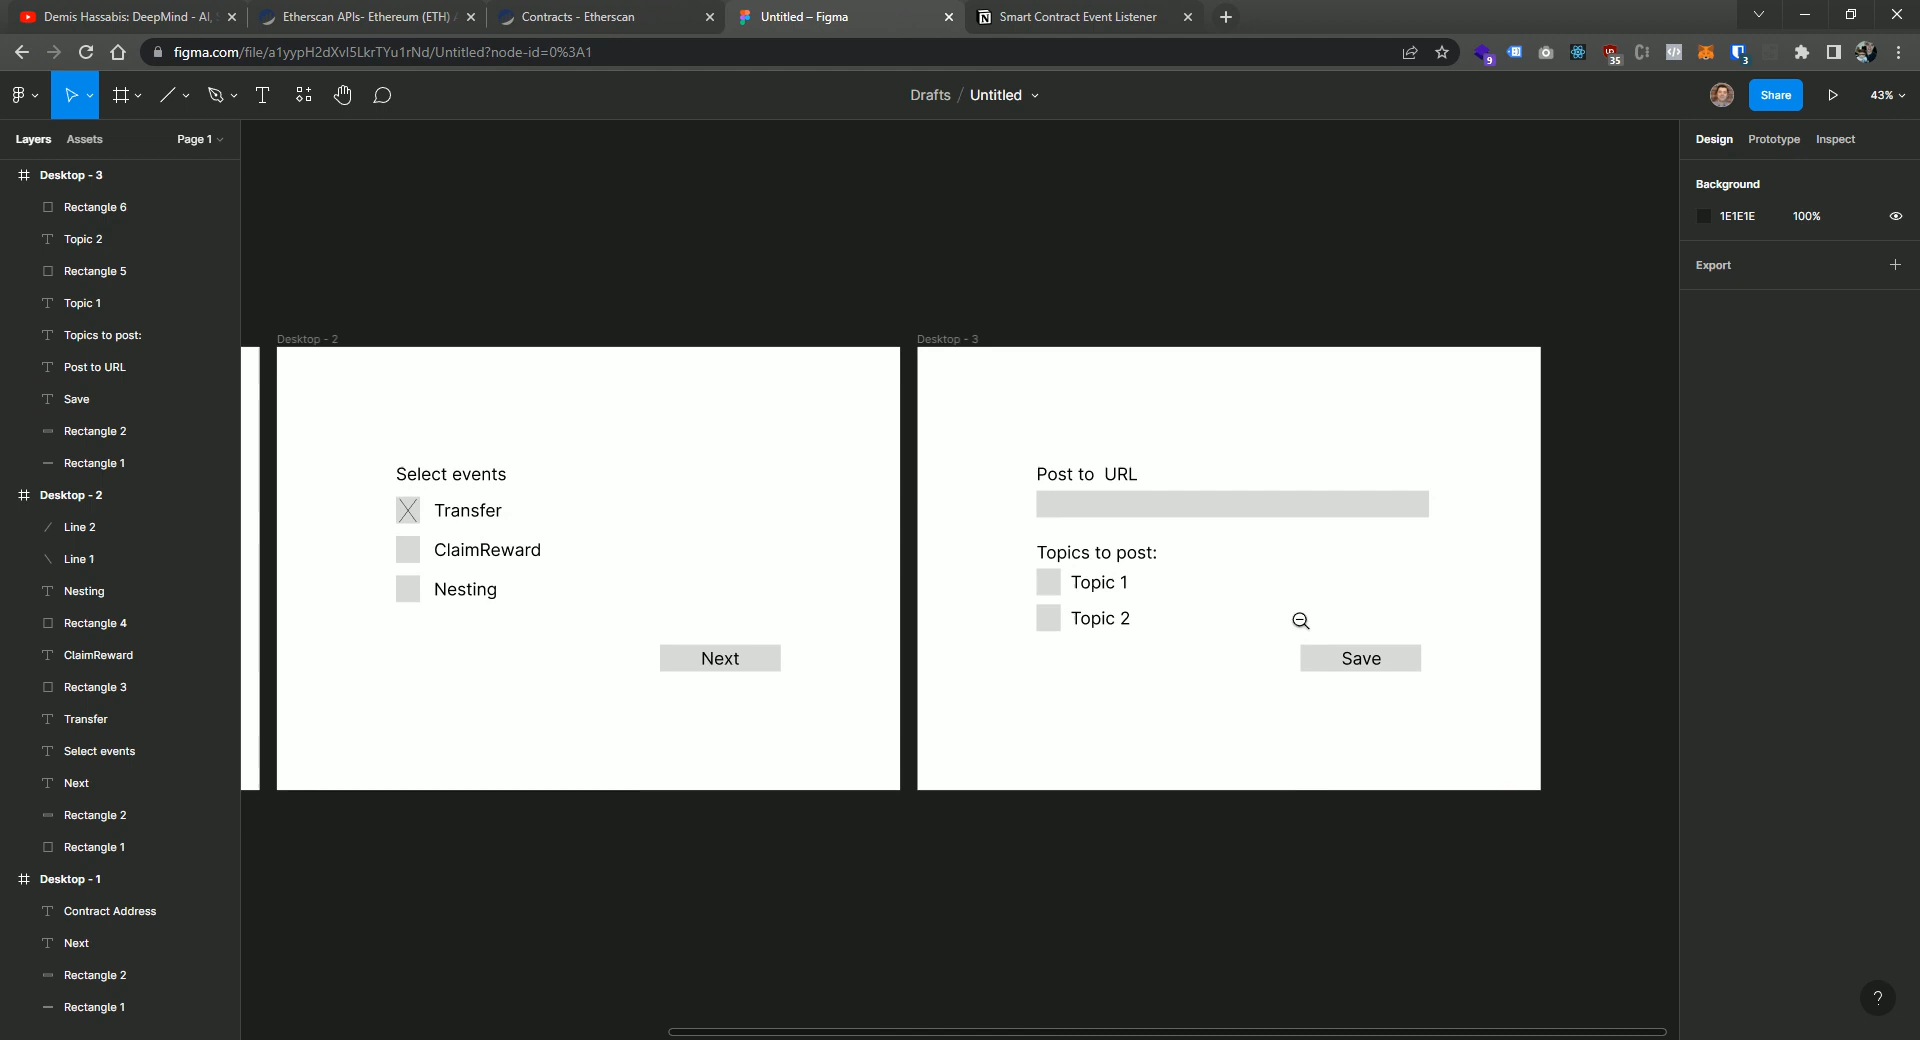 Demis Hassabis: DeepMind - AI,
Etherscan APIs- Ethereum (ETH)
Contracts - Etherscan
Untitled – Figma
Smart Contract Event Listener
figma.com/file/a1yypH2dXvI5LkrTYu1rNd/Untitled?node-id=0%3A1
9
35
3
Drafts / Untitled
Share
43%
Layers
Assets
Page 1
Design
Prototype
Inspect
Desktop - 3
Rectangle 6
Topic 2
Rectangle 5
Topic 1
Topics to post:
Post to URL
Save
Rectangle 2
Rectangle 1
Desktop - 2
Line 2
Line 1
Nesting
Rectangle 4
ClaimReward
Rectangle 3
Transfer
Select events
Next
Rectangle 2
Rectangle 1
Desktop - 1
Contract Address
Next
Rectangle 2
Rectangle 1
Desktop - 2
Select events
Transfer
ClaimReward
Nesting
Next
Desktop - 3
Post to  URL
Topics to post:
Topic 1
Topic 2
Save
Background
1E1E1E
100%
Export
?